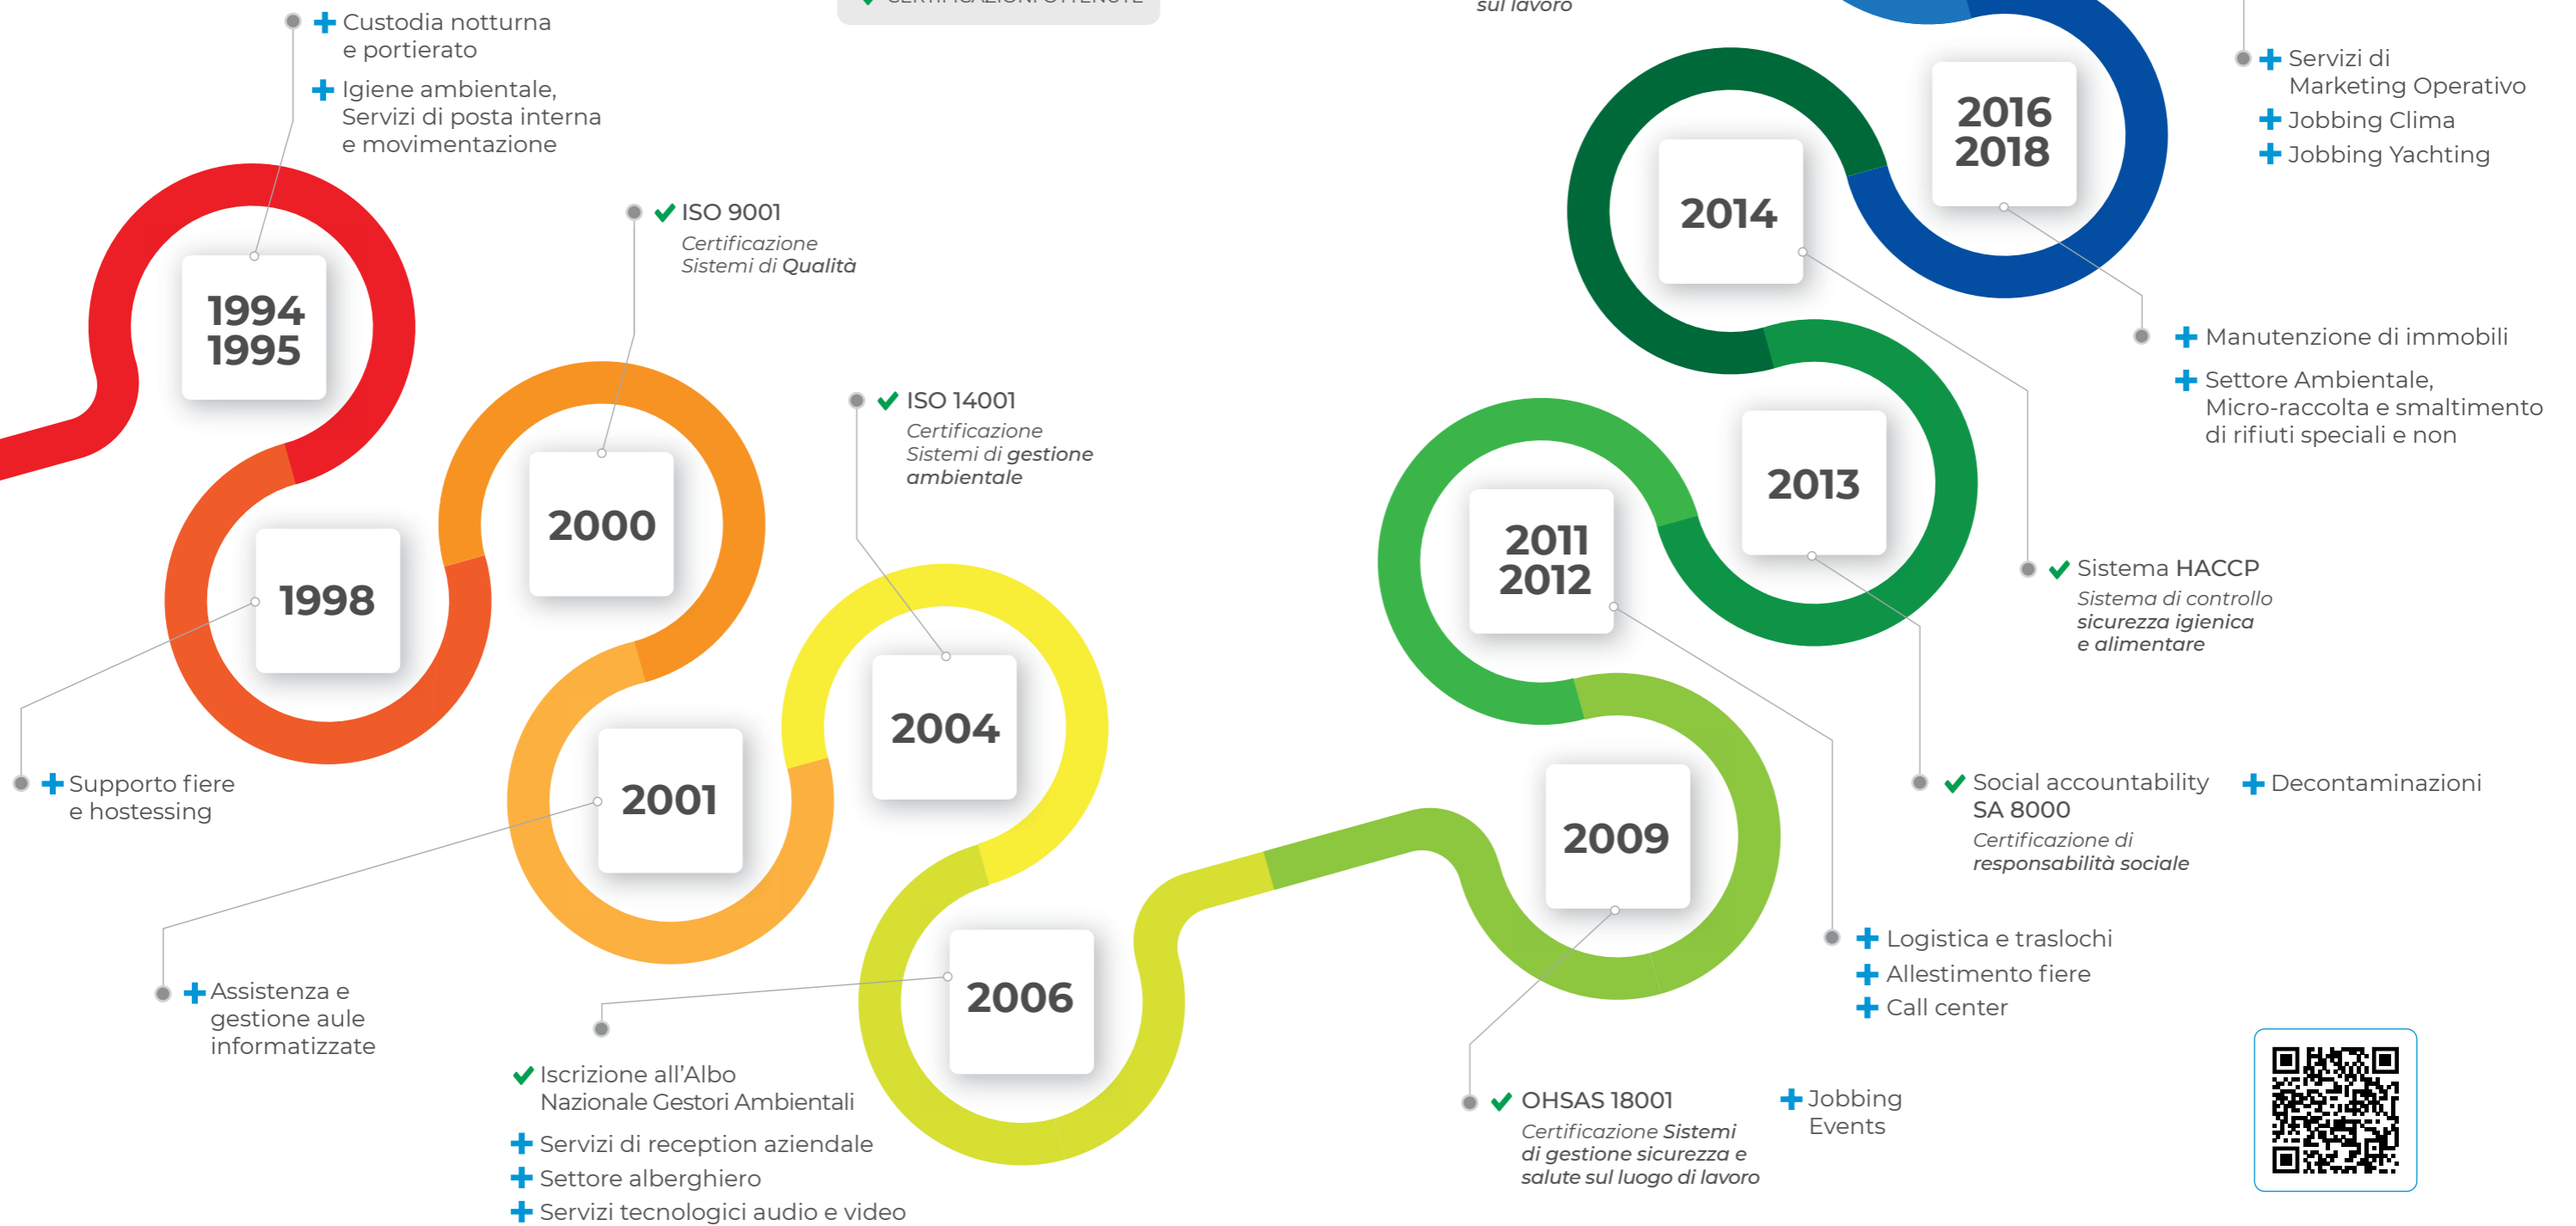 CERTIFICAZIONI OTTENUTE
sul lavoro
Custodia notturna
e portierato
Igiene ambientale,
Servizi di posta interna
e movimentazione
1994
1995
1998
Supporto fiere
e hostessing
ISO 9001
Certificazione
Sistemi di Qualità
2000
2001
Assistenza e
gestione aule
informatizzate
ISO 14001
Certificazione
Sistemi di gestione
ambientale
2004
2006
Iscrizione all'Albo
Nazionale Gestori Ambientali
Servizi di reception aziendale
Settore alberghiero
Servizi tecnologici audio e video
2009
OHSAS 18001
Certificazione Sistemi
di gestione sicurezza e
salute sul luogo di lavoro
Jobbing
Events
2011
2012
Logistica e traslochi
Allestimento fiere
Call center
2013
Social accountability
SA 8000
Certificazione di
responsabilità sociale
Decontaminazioni
2014
Sistema HACCP
Sistema di controllo
sicurezza igienica
e alimentare
2016
2018
Manutenzione di immobili
Settore Ambientale,
Micro-raccolta e smaltimento
di rifiuti speciali e non
Servizi di
Marketing Operativo
Jobbing Clima
Jobbing Yachting